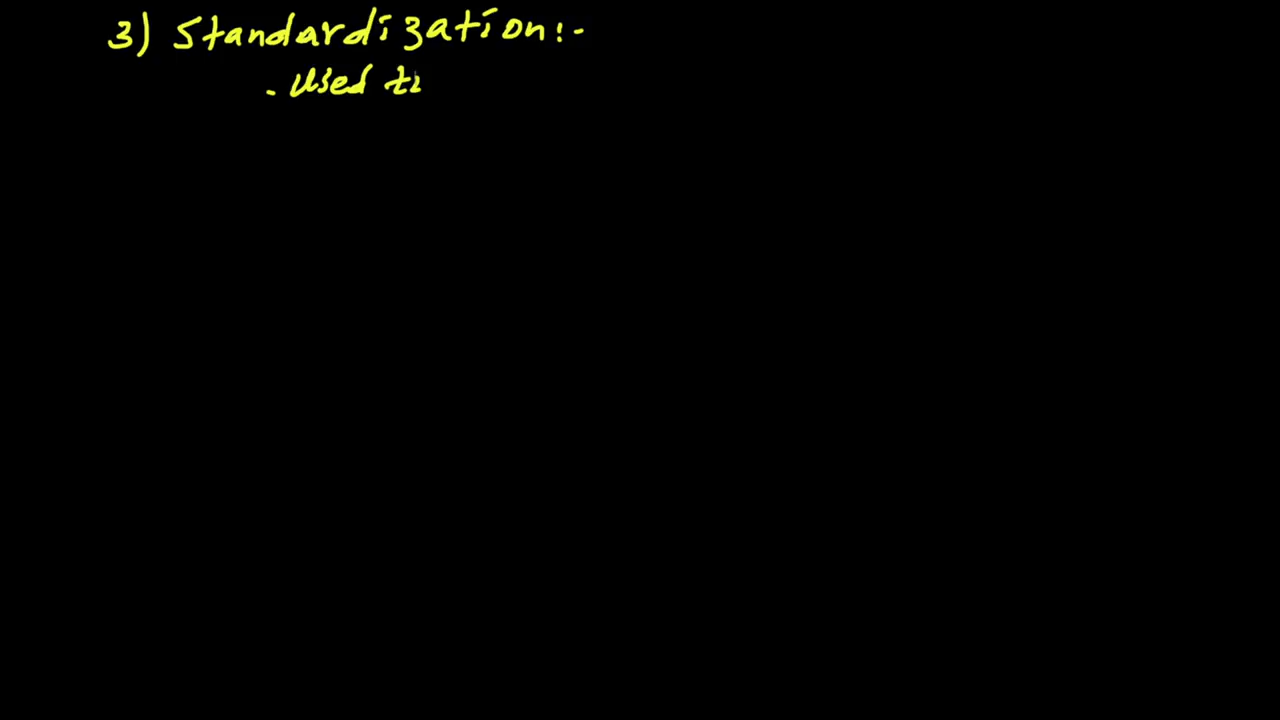 3) Standardization:-
. Used